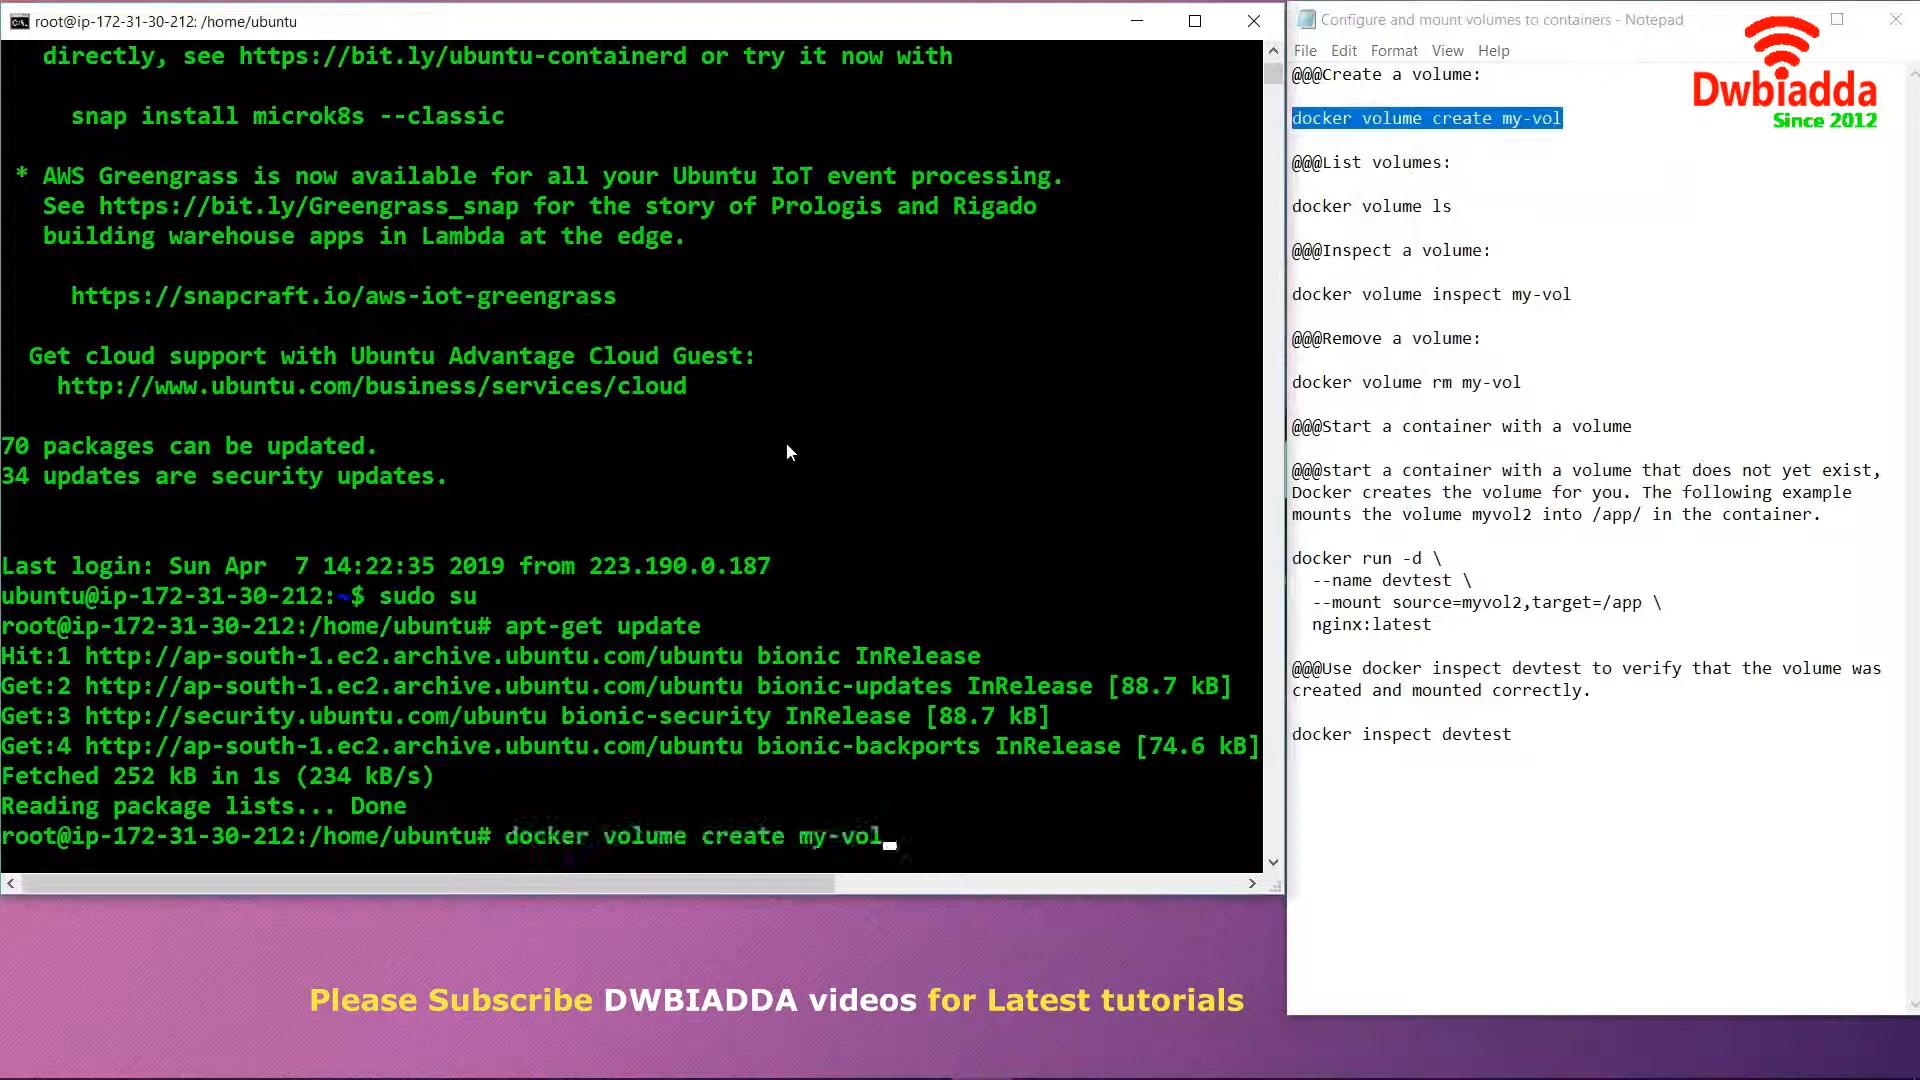 root@ip-172-31-30-212: /home/ubuntu
directly, see https://bit.ly/ubuntu-containerd or try it now with
snap install microk8s --classic
* AWS Greengrass is now available for all your Ubuntu IoT event processing.
See https://bit.ly/Greengrass_snap for the story of Prologis and Rigado
building warehouse apps in Lambda at the edge.
https://snapcraft.io/aws-iot-greengrass
Get cloud support with Ubuntu Advantage Cloud Guest:
http://www.ubuntu.com/business/services/cloud
70 packages can be updated.
34 updates are security updates.
Last login: Sun Apr  7 14:22:35 2019 from 223.190.0.187
ubuntu@ip-172-31-30-212:~$ sudo su
root@ip-172-31-30-212:/home/ubuntu# apt-get update
Hit:1 http://ap-south-1.ec2.archive.ubuntu.com/ubuntu bionic InRelease
Get:2 http://ap-south-1.ec2.archive.ubuntu.com/ubuntu bionic-updates InRelease [88.7 kB]
Get:3 http://security.ubuntu.com/ubuntu bionic-security InRelease [88.7 kB]
Get:4 http://ap-south-1.ec2.archive.ubuntu.com/ubuntu bionic-backports InRelease [74.6 kB]
Fetched 252 kB in 1s (234 kB/s)
Reading package lists... Done
root@ip-172-31-30-212:/home/ubuntu# docker volume create my-vol
Configure and mount volumes to containers - Notepad
File Edit Format View Help
@@@Create a volume:
docker volume create my-vol
@@@List volumes:
docker volume ls
@@@Inspect a volume:
docker volume inspect my-vol
@@@Remove a volume:
docker volume rm my-vol
@@@Start a container with a volume
@@@start a container with a volume that does not yet exist,
Docker creates the volume for you. The following example
mounts the volume myvol2 into /app/ in the container.
docker run -d \
--name devtest \
--mount source=myvol2,target=/app \
nginx:latest
@@@Use docker inspect devtest to verify that the volume was
created and mounted correctly.
docker inspect devtest
Dwbiadda
Since 2012
Please Subscribe DWBIADDA videos for Latest tutorials